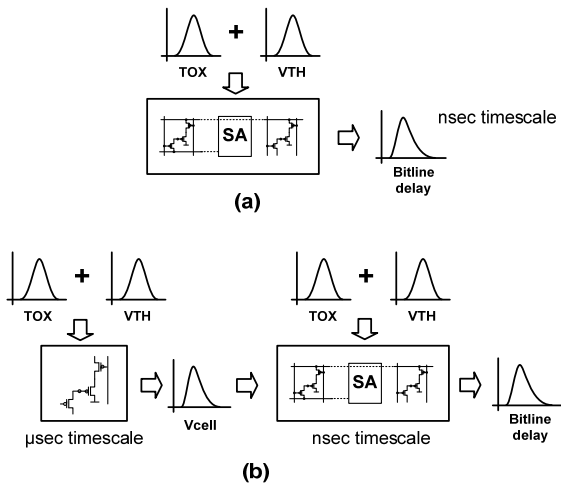 +
TOX VTH
SA
nsec timescale
Bitline
delay
(a)
+ +
TOX VTH TOX VTH
SA
Vcell
Bitline
delay
µsec timescale nsec timescale
(b)